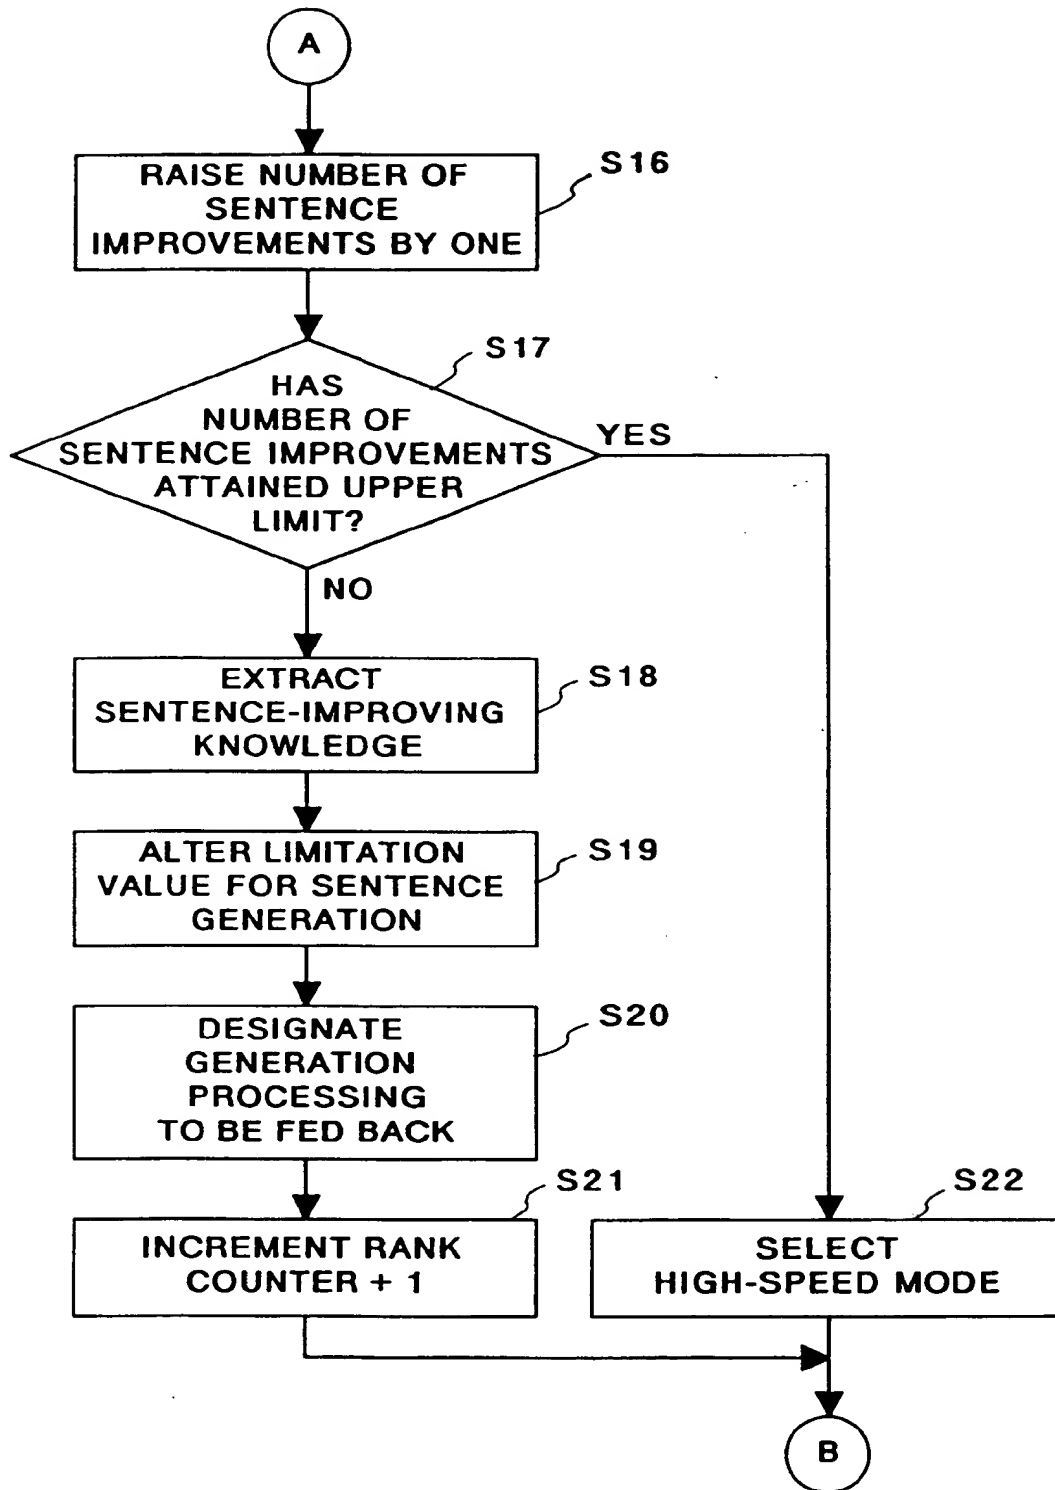 A
RAISE NUMBER OF
SENTENCE
IMPROVEMENTS BY ONE
S16
S17
HAS
NUMBER OF
SENTENCE IMPROVEMENTS
ATTAINED UPPER
LIMIT?
YES
NO
EXTRACT
SENTENCE-IMPROVING
KNOWLEDGE
S18
ALTER LIMITATION
VALUE FOR SENTENCE
GENERATION
S19
DESIGNATE
GENERATION
PROCESSING
TO BE FED BACK
S20
S21
INCREMENT RANK
COUNTER + 1
S22
SELECT
HIGH-SPEED MODE
B